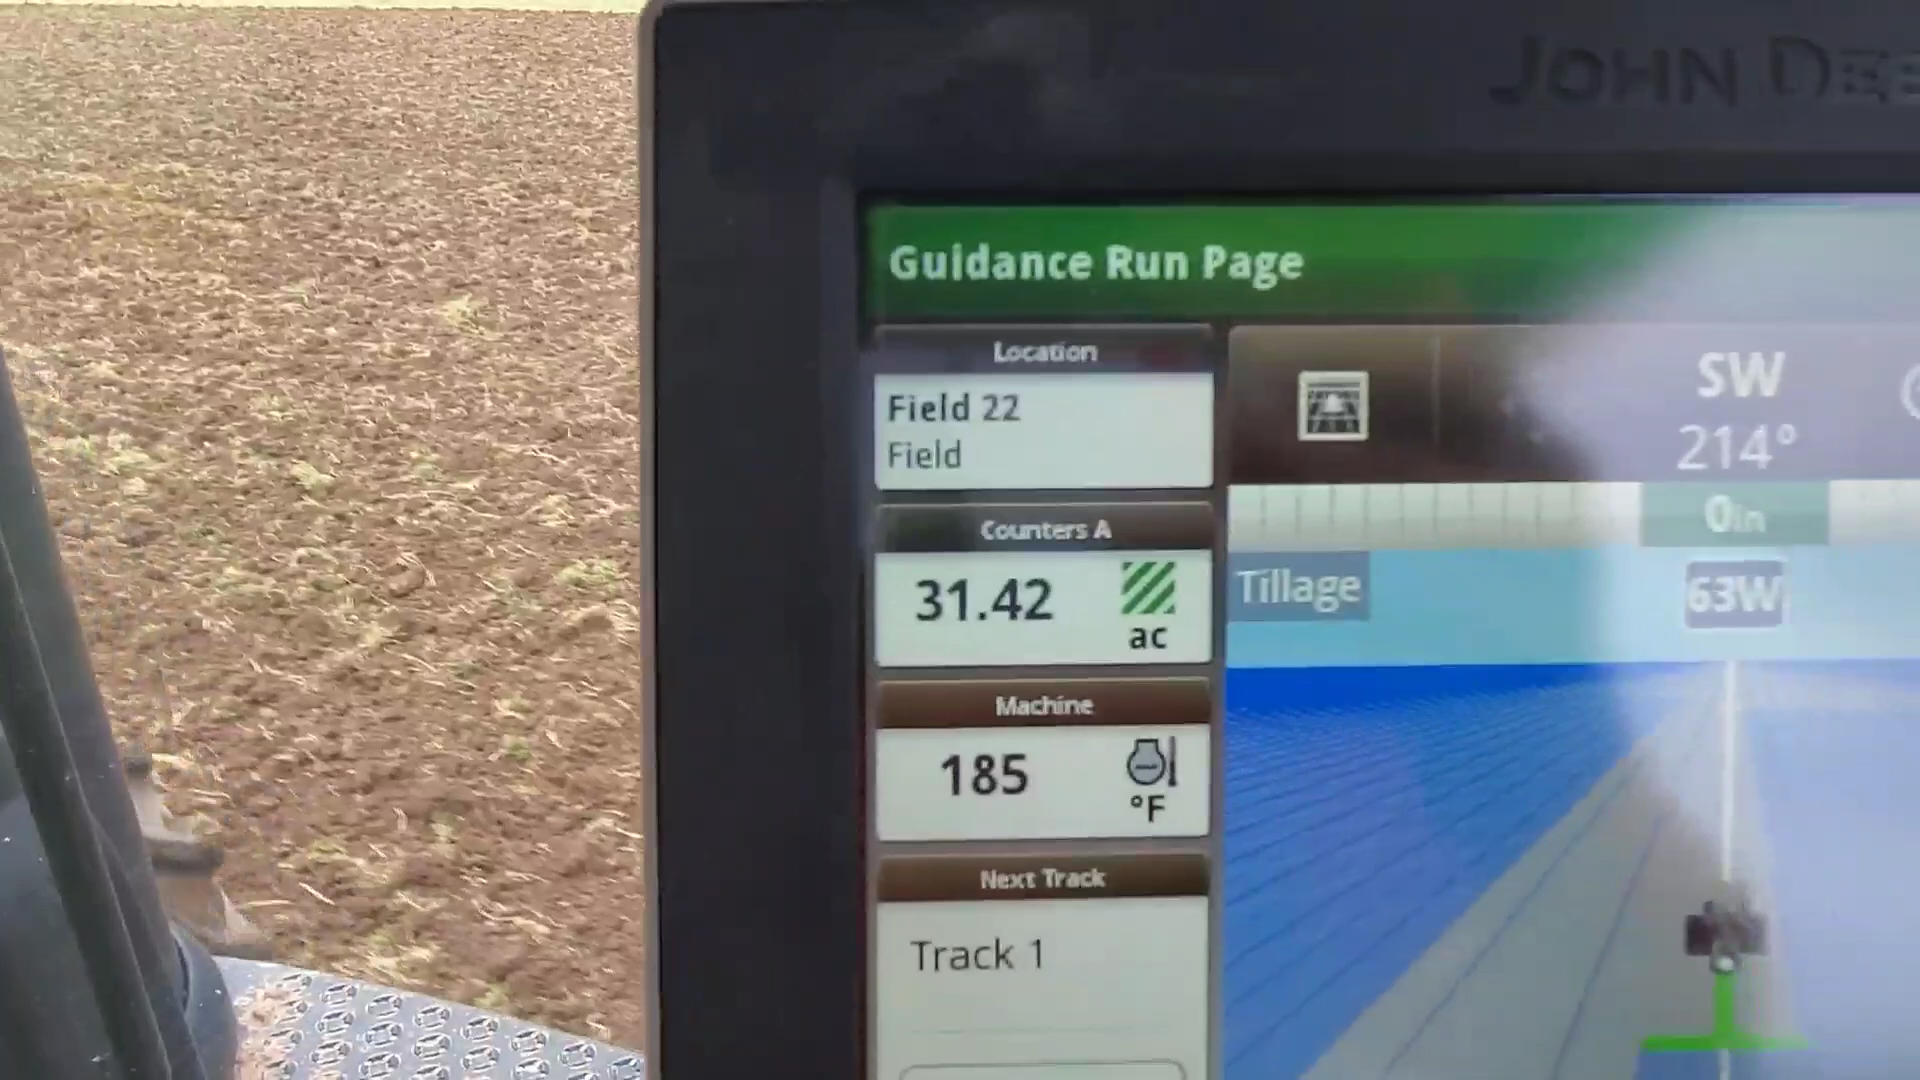 JOHN DEE
Guidance Run Page
Location
Field 22
Field
Counters A
31.42
ac
Machine
185
°F
Next Track
Track 1
SW
214°
0in
Tillage
63W